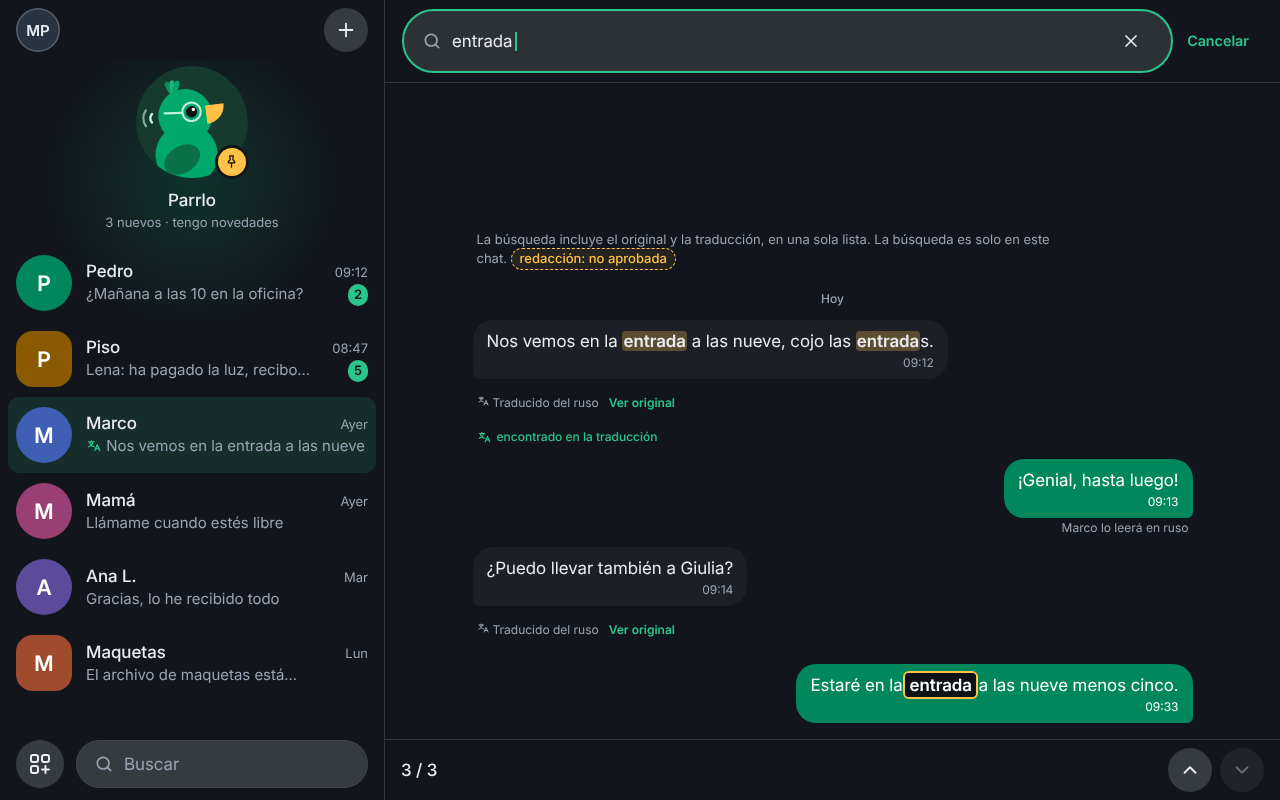 MP
Parrlo
3 nuevos · tengo novedades
P
Pedro
09:12
¿Mañana a las 10 en la oficina?
2
P
Piso
08:47
Lena: ha pagado la luz, recibo...
5
M
Marco
Ayer
Nos vemos en la entrada a las nueve
M
Mamá
Ayer
Llámame cuando estés libre
A
Ana L.
Mar
Gracias, lo he recibido todo
M
Maquetas
Lun
El archivo de maquetas está...
Buscar
entrada
Cancelar
La búsqueda incluye el original y la traducción, en una sola lista. La búsqueda es solo en este
chat. redacción: no aprobada
Hoy
Nos vemos en la entrada a las nueve, cojo las entradas.
09:12
Traducido del ruso Ver original
encontrado en la traducción
¡Genial, hasta luego!
09:13
Marco lo leerá en ruso
¿Puedo llevar también a Giulia?
09:14
Traducido del ruso Ver original
Estaré en la entrada a las nueve menos cinco.
09:33
3 / 3